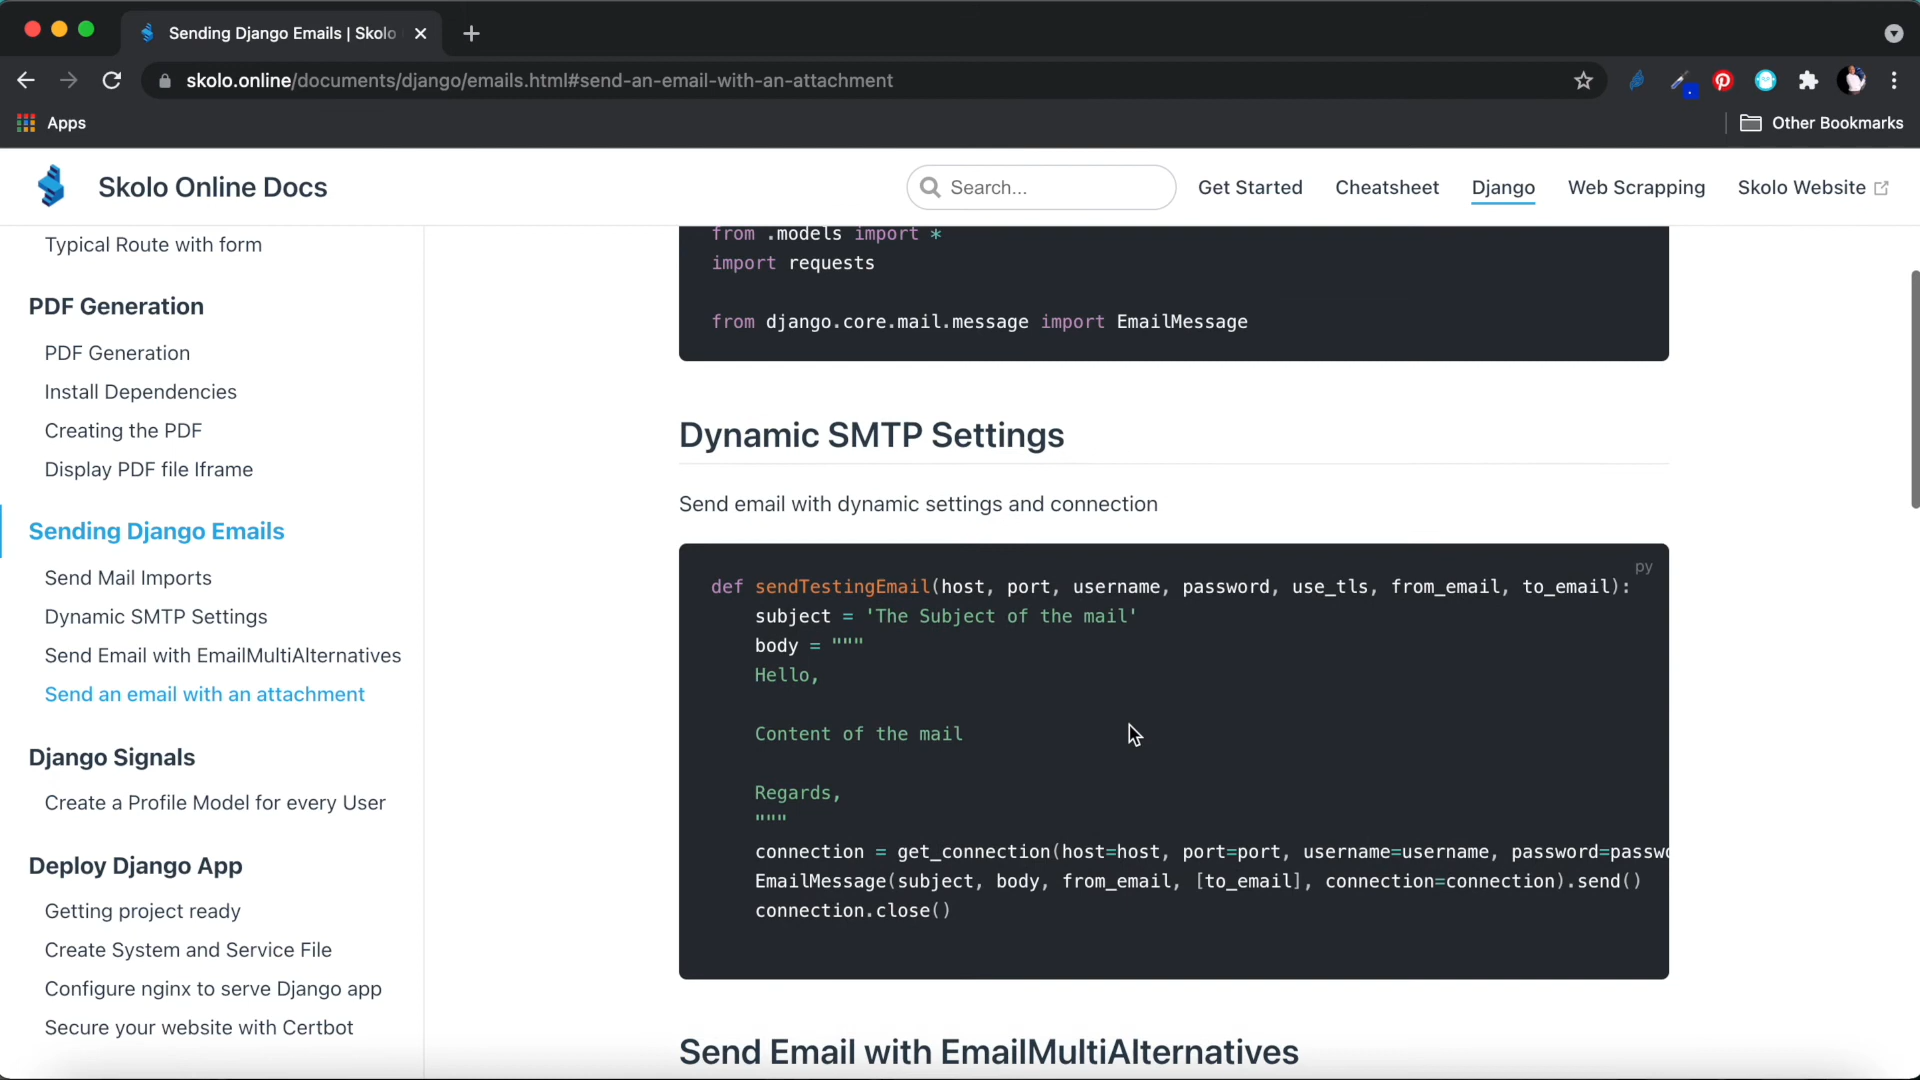 Sending Django Emails | Skolo
skolo.online/documents/django/emails.html#send-an-email-with-an-attachment
Apps
Other Bookmarks
Skolo Online Docs
Search...
Get Started
Cheatsheet
Django
Web Scrapping
Skolo Website
Typical Route with form
PDF Generation
PDF Generation
Install Dependencies
Creating the PDF
Display PDF file Iframe
Sending Django Emails
Send Mail Imports
Dynamic SMTP Settings
Send Email with EmailMultiAlternatives
Send an email with an attachment
Django Signals
Create a Profile Model for every User
Deploy Django App
Getting project ready
Create System and Service File
Configure nginx to serve Django app
Secure your website with Certbot
from .models import *
import requests
from django.core.mail.message import EmailMessage
Dynamic SMTP Settings
Send email with dynamic settings and connection
py
def sendTestingEmail(host, port, username, password, use_tls, from_email, to_email):
subject = 'The Subject of the mail'
body = """
Hello,
Content of the mail
Regards,
"""
connection = get_connection(host=host, port=port, username=username, password=passwo
EmailMessage(subject, body, from_email, [to_email], connection=connection).send()
connection.close()
Send Email with EmailMultiAlternatives